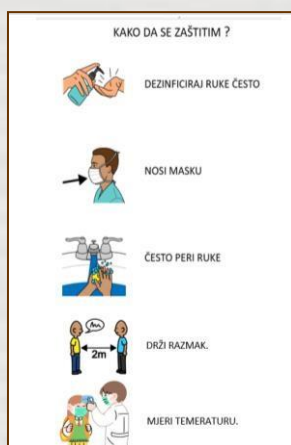 KAKO DA SE ZAŠTITIM ?
DEZINFICIRAJ RUKE ČESTO
NOSI MASKU
ČESTO PERI RUKE
2m
DRŽI RAZMAK.
MJERI TEMERATURU.